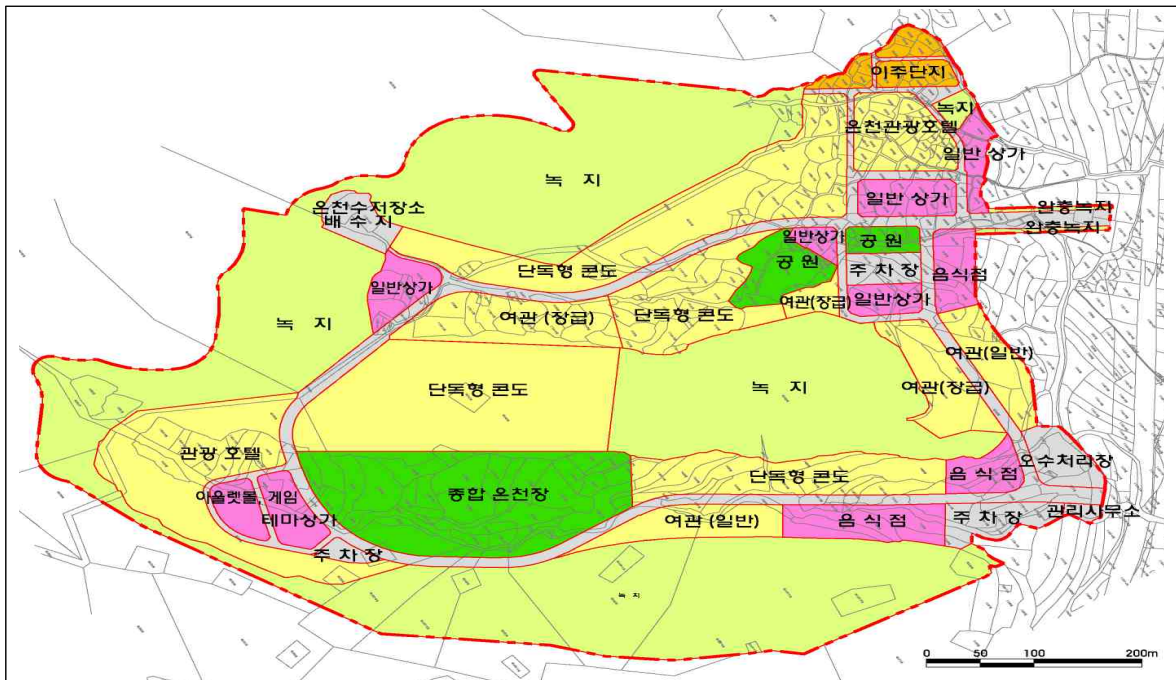 이주단지
녹지
온천관광호텔
일반 상가
녹 지
온천수저장소
배 수 지
일반 상가
완충녹지
완충녹지
일반상가
공 원
공 원
단독형 콘도
주 차 장
음식점
일반상가
여관(장급)
일반상가
녹 지
여관 (장급)
단독형 콘도
여관(일반)
단독형 콘도
녹 지
여관(장급)
관광 호텔
오수처리장
단독형 콘도
음 식 점
아울렛몰, 게임
종합 온천장
테마상가
여관 (일반)
음 식 점
주 차 장
관리사무소
주 차 장
녹 지
0 50 100 200m